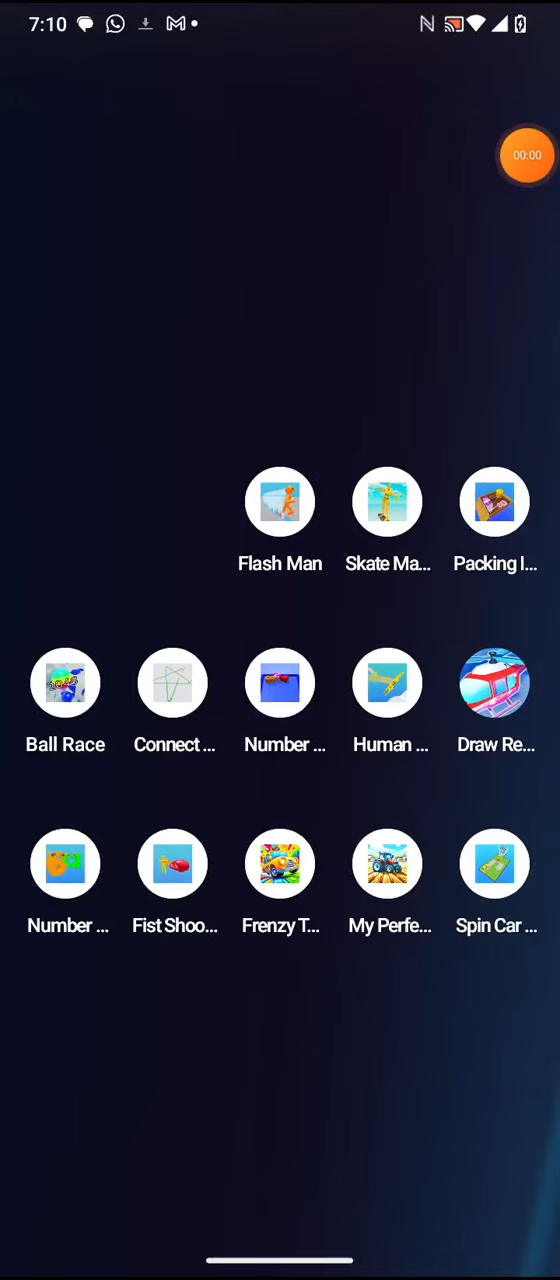 7:10
00:00
Flash Man Skate Ma... Packing I...
Ball Race Connect ... Number ... Human ... Draw Re...
Number ... Fist Shoo... Frenzy T... My Perfe... Spin Car ...